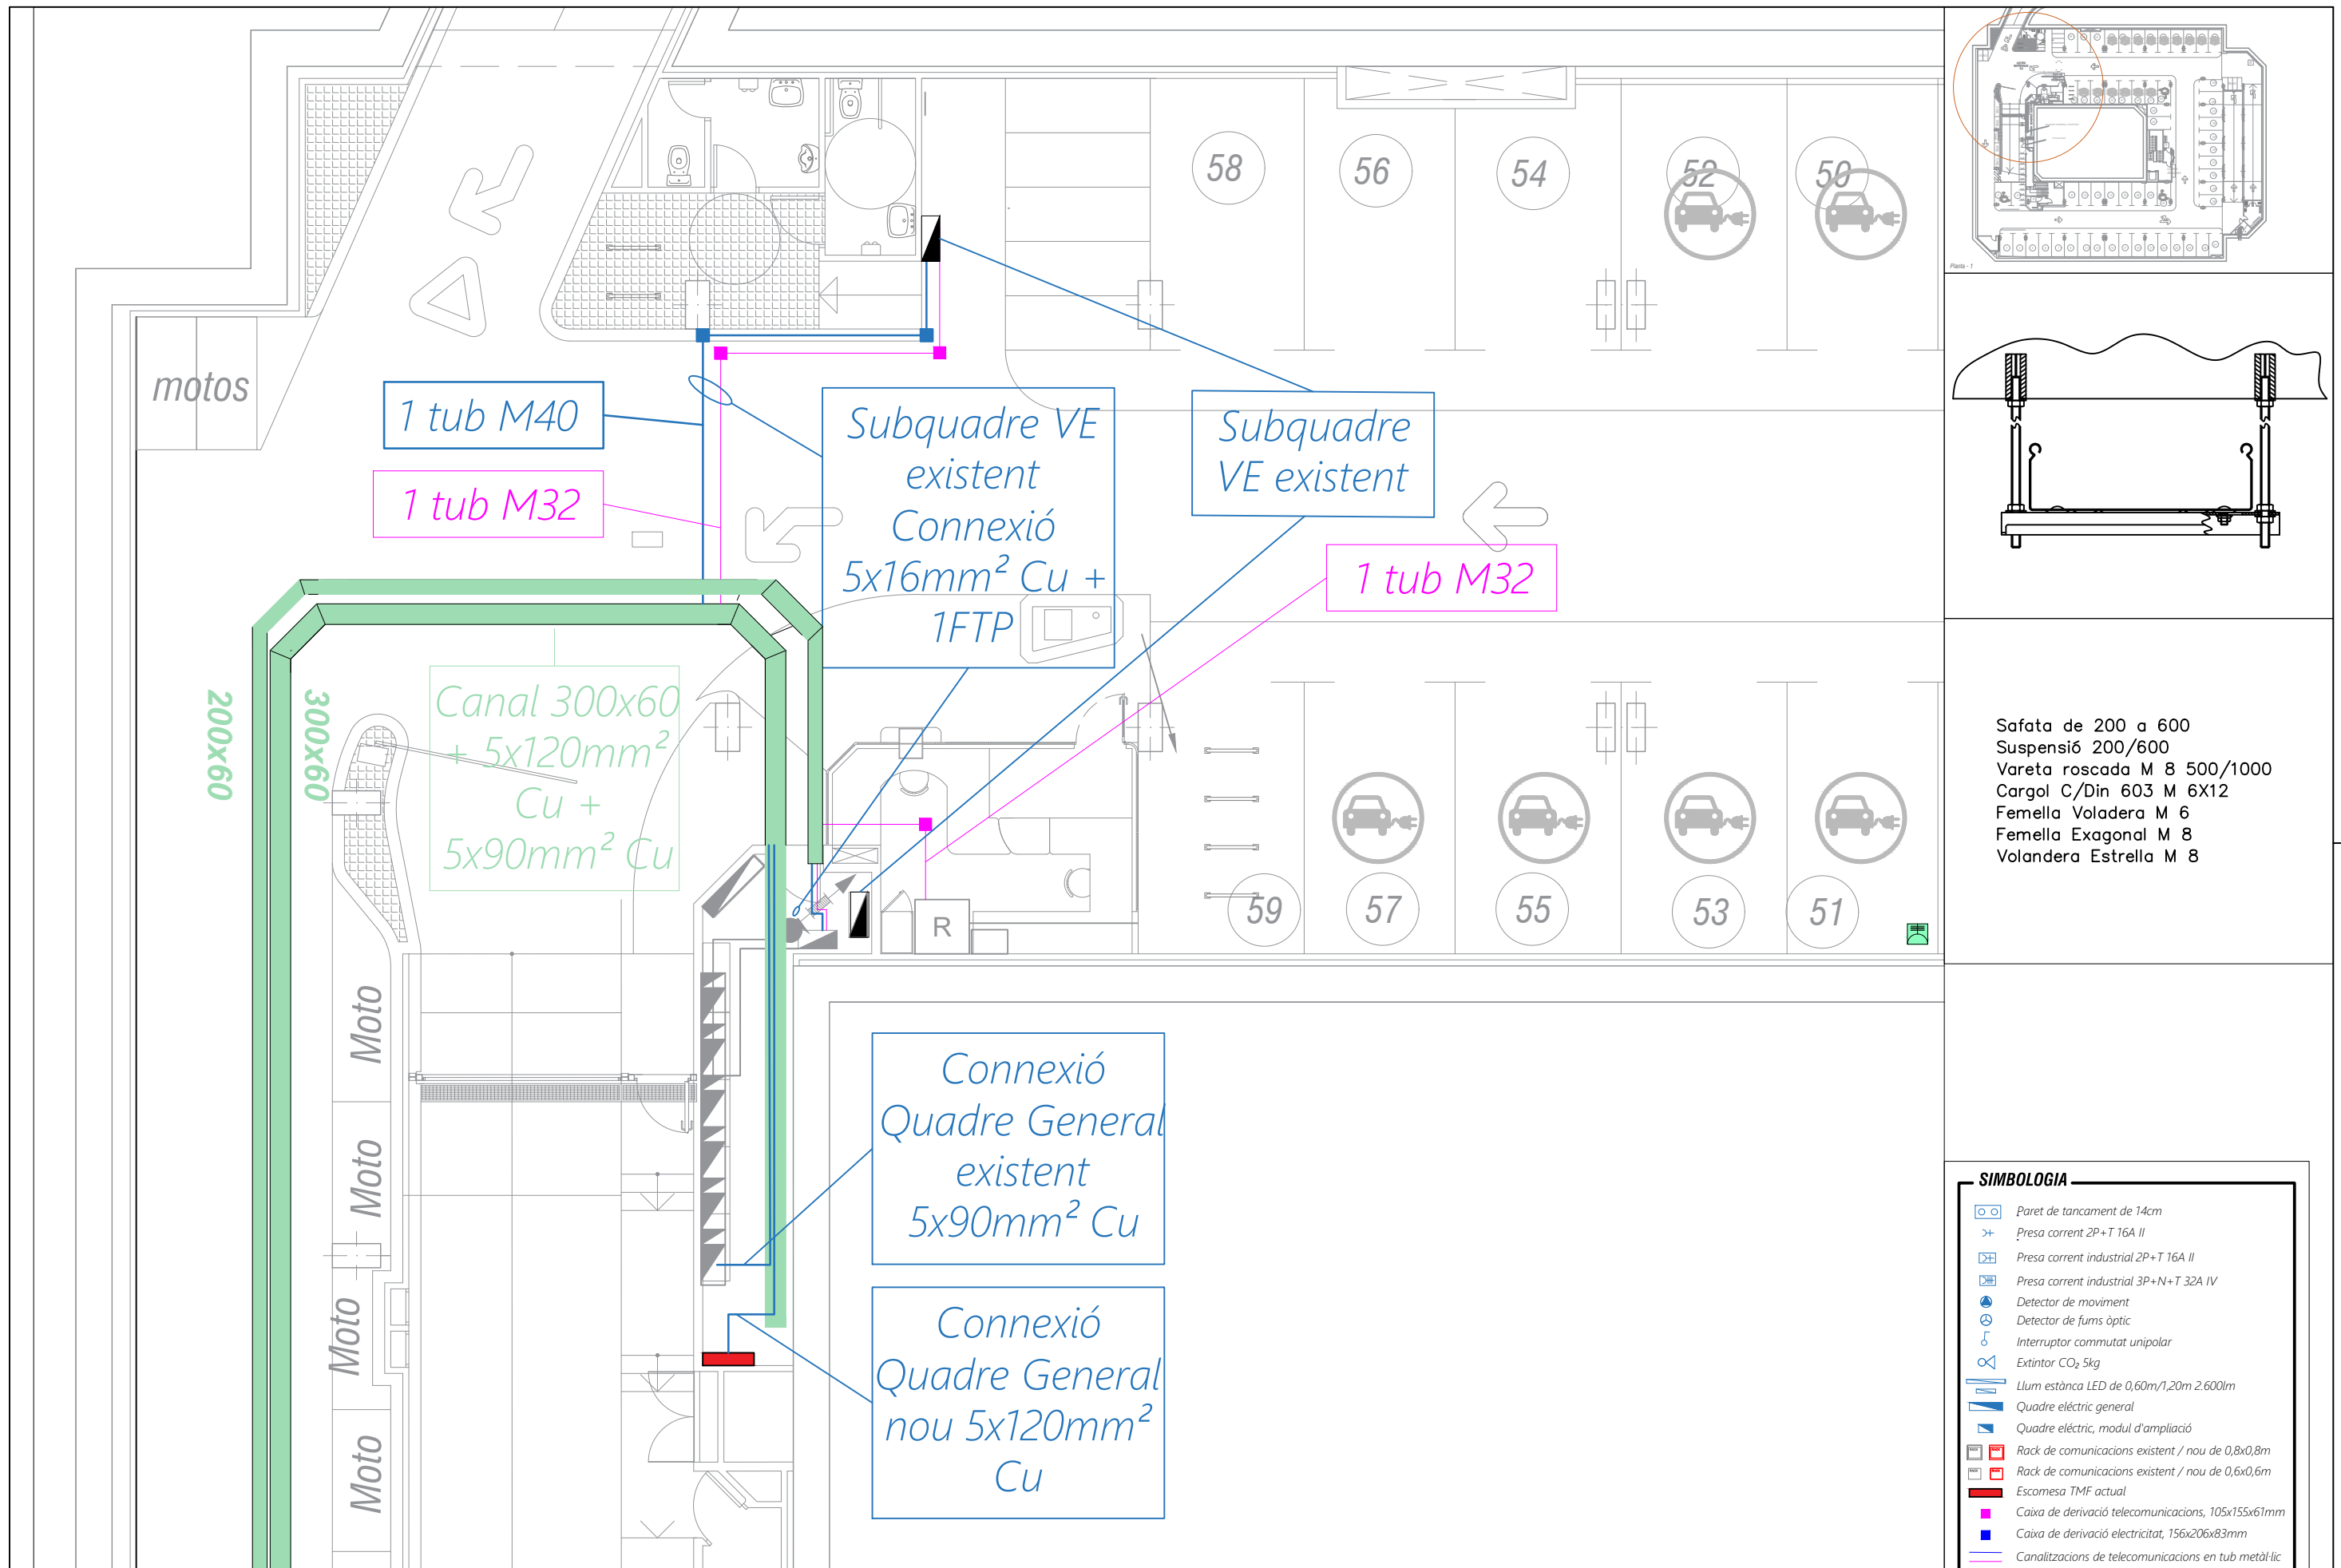 58
56
54
52
50
motos
1 tub M40
1 tub M32
Subquadre VE
existent
Connexió
5x16mm² Cu +
1FTP
Subquadre
VE existent
1 tub M32
200x60
300x60
Canal 300x60
+ 5x120mm²
Cu +
5x90mm² Cu
R
59
57
55
53
51
Moto
Moto
Moto
Moto
Connexió
Quadre General
existent
5x90mm² Cu
Connexió
Quadre General
nou 5x120mm²
Cu
Planta - 1
Safata de 200 a 600
Suspensió 200/600
Vareta roscada M 8 500/1000
Cargol C/Din 603 M 6X12
Femella Voladera M 6
Femella Exagonal M 8
Volandera Estrella M 8
SIMBOLOGIA
Paret de tancament de 14cm
Presa corrent 2P+T 16A II
Presa corrent industrial 2P+T 16A II
Presa corrent industrial 3P+N+T 32A IV
Detector de moviment
Detector de fums òptic
Interruptor commutat unipolar
Extintor CO₂ 5kg
Llum estànca LED de 0,60m/1,20m 2.600lm
Quadre eléctric general
Quadre eléctric, modul d'ampliació
Rack de comunicacions existent / nou de 0,8x0,8m
Rack de comunicacions existent / nou de 0,6x0,6m
Escomesa TMF actual
Caixa de derivació telecomunicacions, 105x155x61mm
Caixa de derivació electricitat, 156x206x83mm
Canalitzacions de telecomunicacions en tub metàl·lic